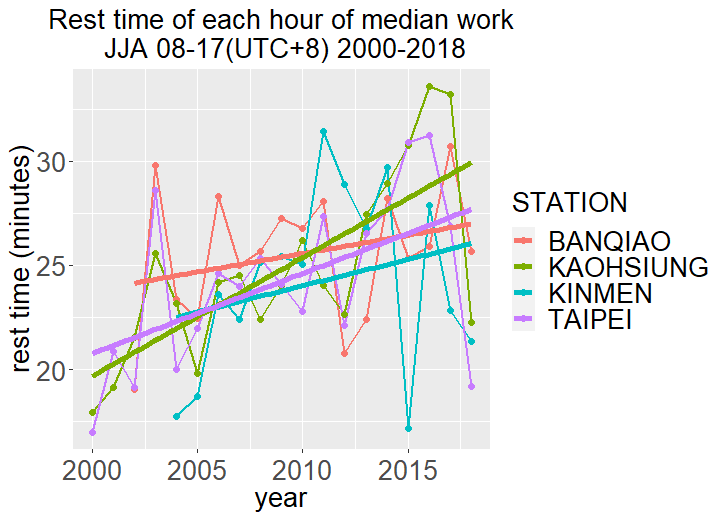 Rest time of each hour of median work
JJA 08-17(UTC+8) 2000-2018
rest time (minutes)
30
25
20
2000 2005 2010 2015
year
STATION
BANQIAO
KAOHSIUNG
KINMEN
TAIPEI